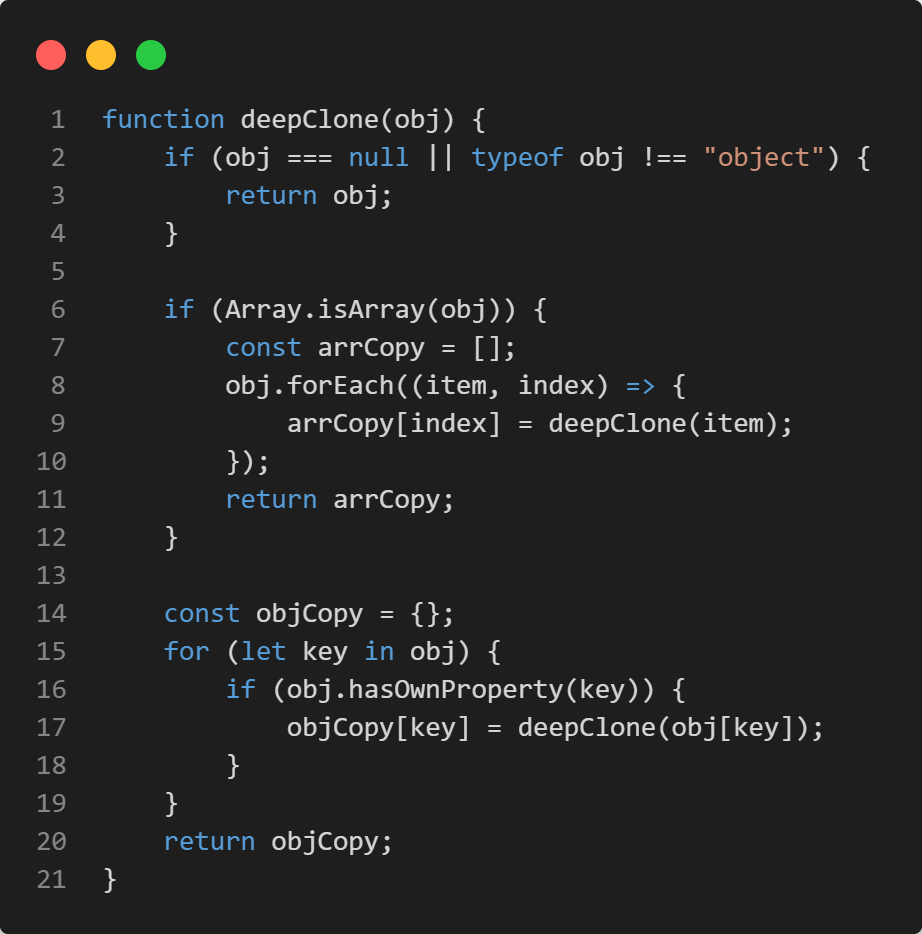 1 function deepClone(obj) {
2     if (obj === null || typeof obj !== "object") {
3         return obj;
4     }
5
6     if (Array.isArray(obj)) {
7         const arrCopy = [];
8         obj.forEach((item, index) => {
9             arrCopy[index] = deepClone(item);
10         });
11         return arrCopy;
12     }
13
14     const objCopy = {};
15     for (let key in obj) {
16         if (obj.hasOwnProperty(key)) {
17             objCopy[key] = deepClone(obj[key]);
18         }
19     }
20     return objCopy;
21 }